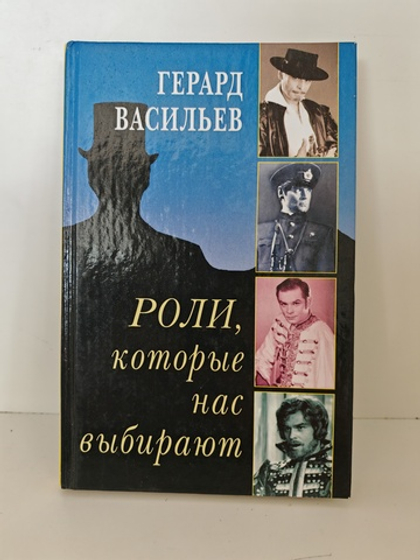 ГЕРАРД
ВАСИЛЬЕВ
РОЛИ,
которые
нас
выбирают